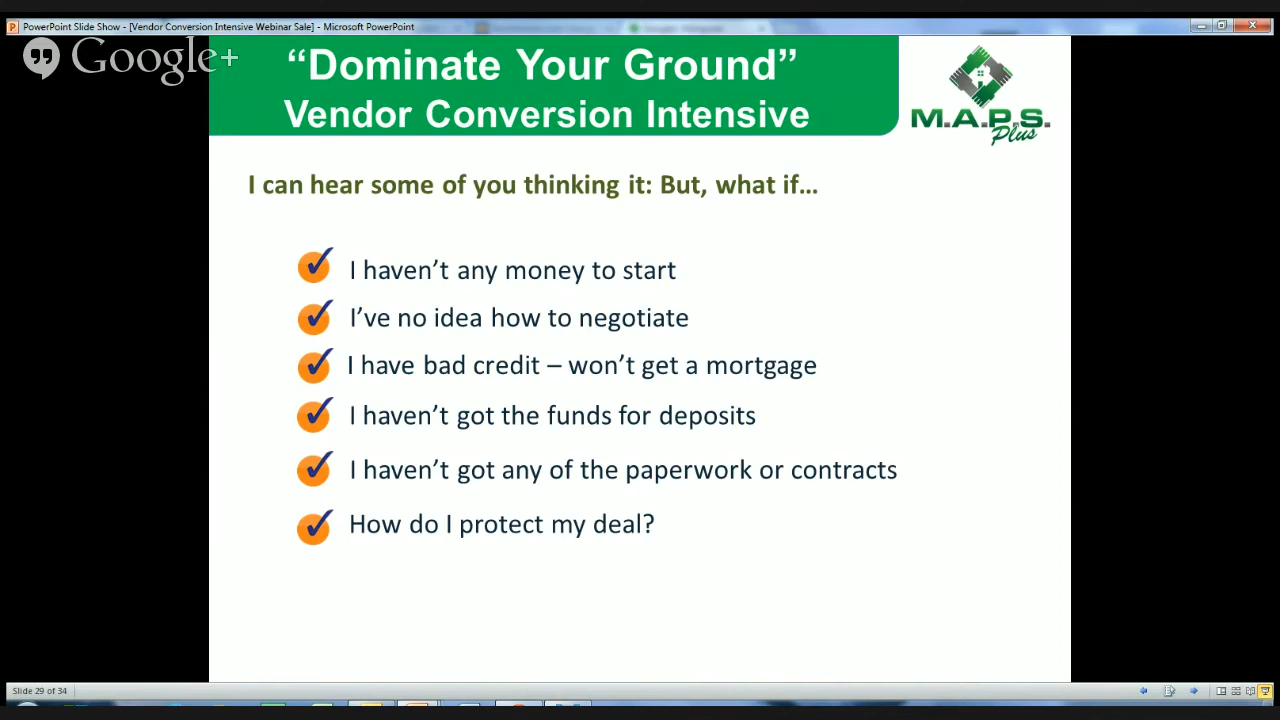 PowerPoint Slide Show - [Vendor Conversion Intensive Webinar Sale] - Microsoft PowerPoint
Google+
“Dominate Your Ground”
Vendor Conversion Intensive
M.A.P.S.
Plus
I can hear some of you thinking it: But, what if…
I haven’t any money to start
I’ve no idea how to negotiate
I have bad credit – won’t get a mortgage
I haven’t got the funds for deposits
I haven’t got any of the paperwork or contracts
How do I protect my deal?
Slide 29 of 34